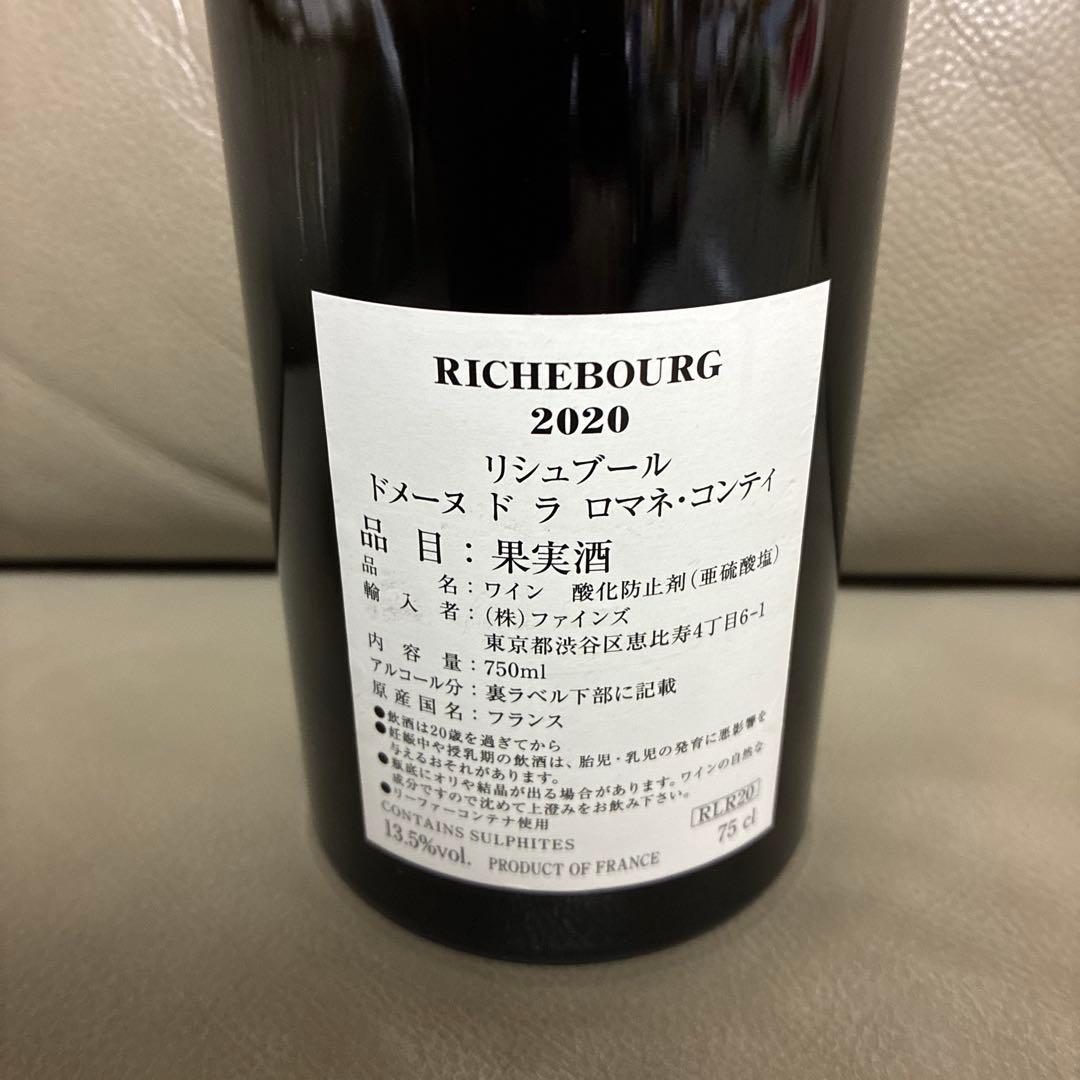 RICHEBOURG
2020
リシュブール
ドメーヌ ド ラ ロマネ・コンティ
品 目：果実酒
品 名：ワイン 酸化防止剤（亜硫酸塩）
輸 入 者：（株）ファインズ
東京都渋谷区恵比寿4丁目6-1
内 容 量：750ml
アルコール分：裏ラベル下部に記載
原 産 国 名：フランス
●飲酒は20歳を過ぎてから
●妊娠中や授乳期の飲酒は、胎児・乳児の発育に悪影響を
与えるおそれがあります。
●瓶底にオリや結晶が出る場合があります。ワインの自然な
成分ですので沈めて上澄みをお飲み下さい。
●リーファーコンテナ使用
RLR20
CONTAINS SULPHITES
75 cl
13.5%vol. PRODUCT OF FRANCE